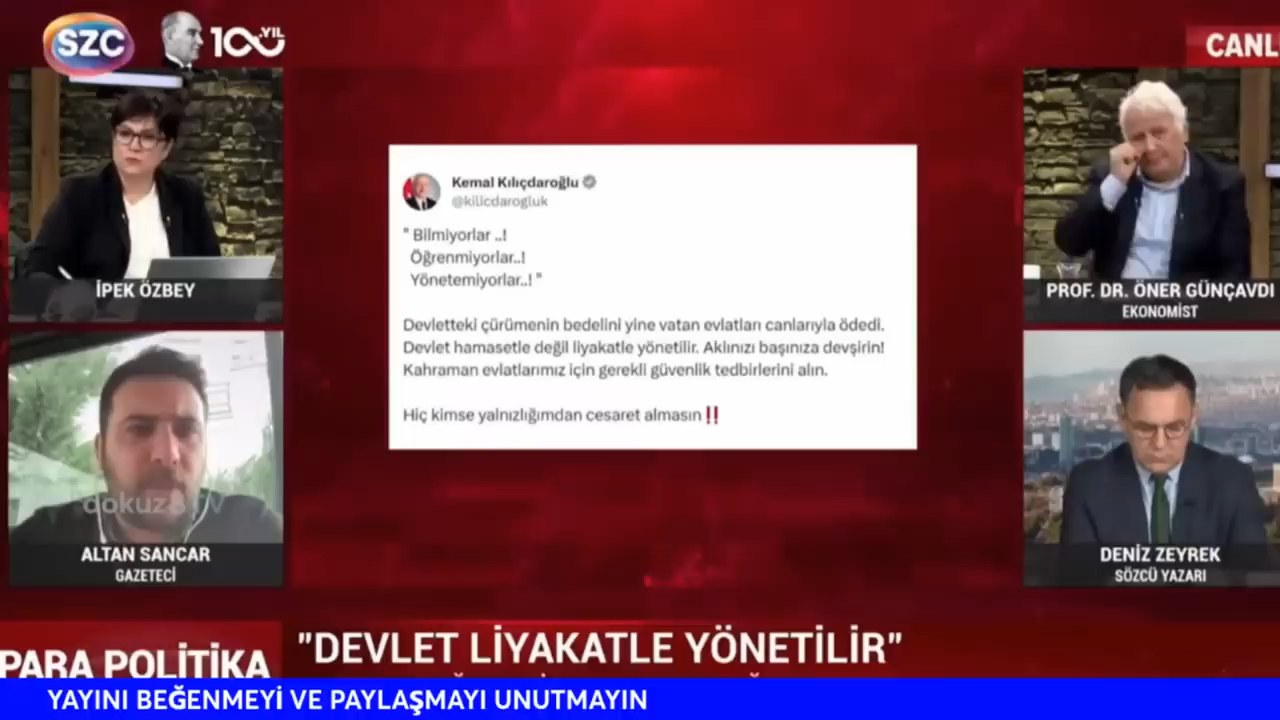 SZC
100.YIL
CANL
İPEK ÖZBEY
Kemal Kılıçdaroğlu
@kilicdarogluk
" Bilmiyorlar ..!
Öğrenmiyorlar..!
Yönetemiyorlar..! "
Devletteki çürümenin bedelini yine vatan evlatları canlarıyla ödedi.
Devlet hamasetle değil liyakatle yönetilir. Aklınızı başınıza devşirin!
Kahraman evlatlarımız için gerekli güvenlik tedbirlerini alın.
Hiç kimse yalnızlığımdan cesaret almasın‼
PROF. DR. ÖNER GÜNÇAVDI
EKONOMİST
dokuz8 TV
ALTAN SANCAR
GAZETECİ
DENİZ ZEYREK
SÖZCÜ YAZARI
PARA POLİTİKA
"DEVLET LİYAKATLE YÖNETİLİR"
YAYINI BEĞENMEYİ VE PAYLAŞMAYI UNUTMAYIN